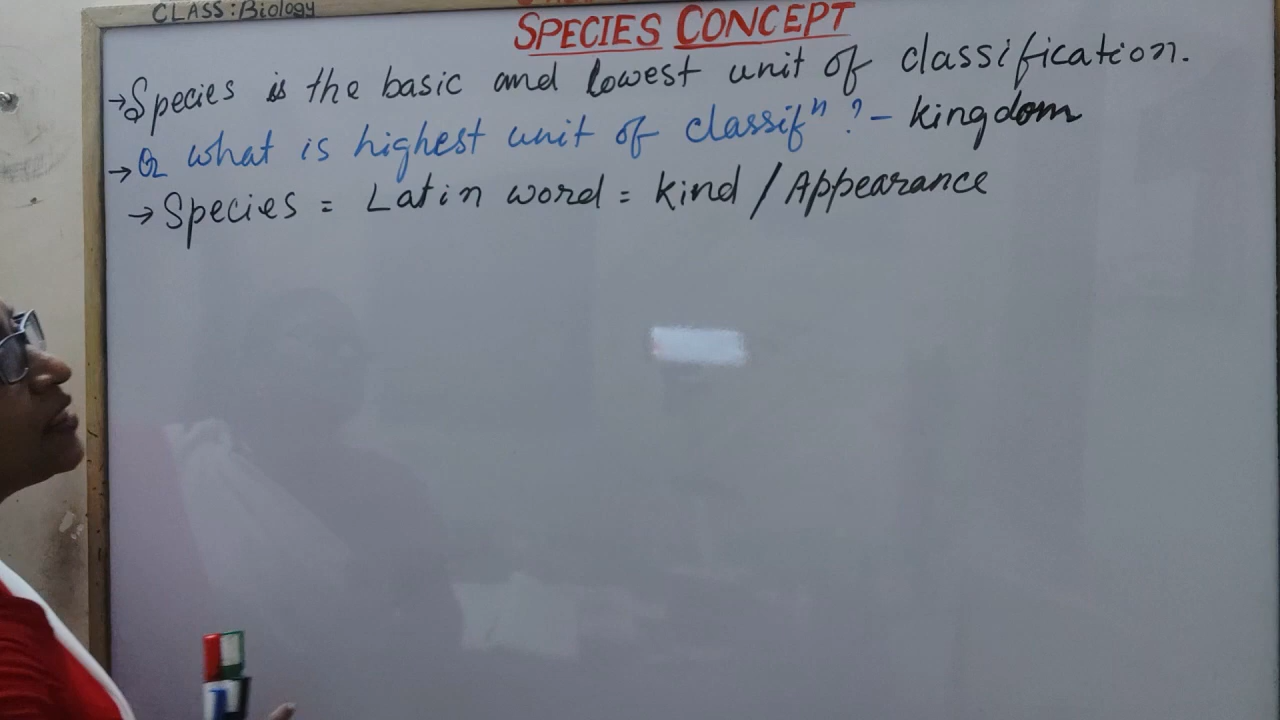 CLASS: Biology
SPECIES CONCEPT
→Species is the basic and lowest unit of classification.
→Q what is highest unit of classifⁿ ? – kingdom
→Species = Latin word = kind / Appearance